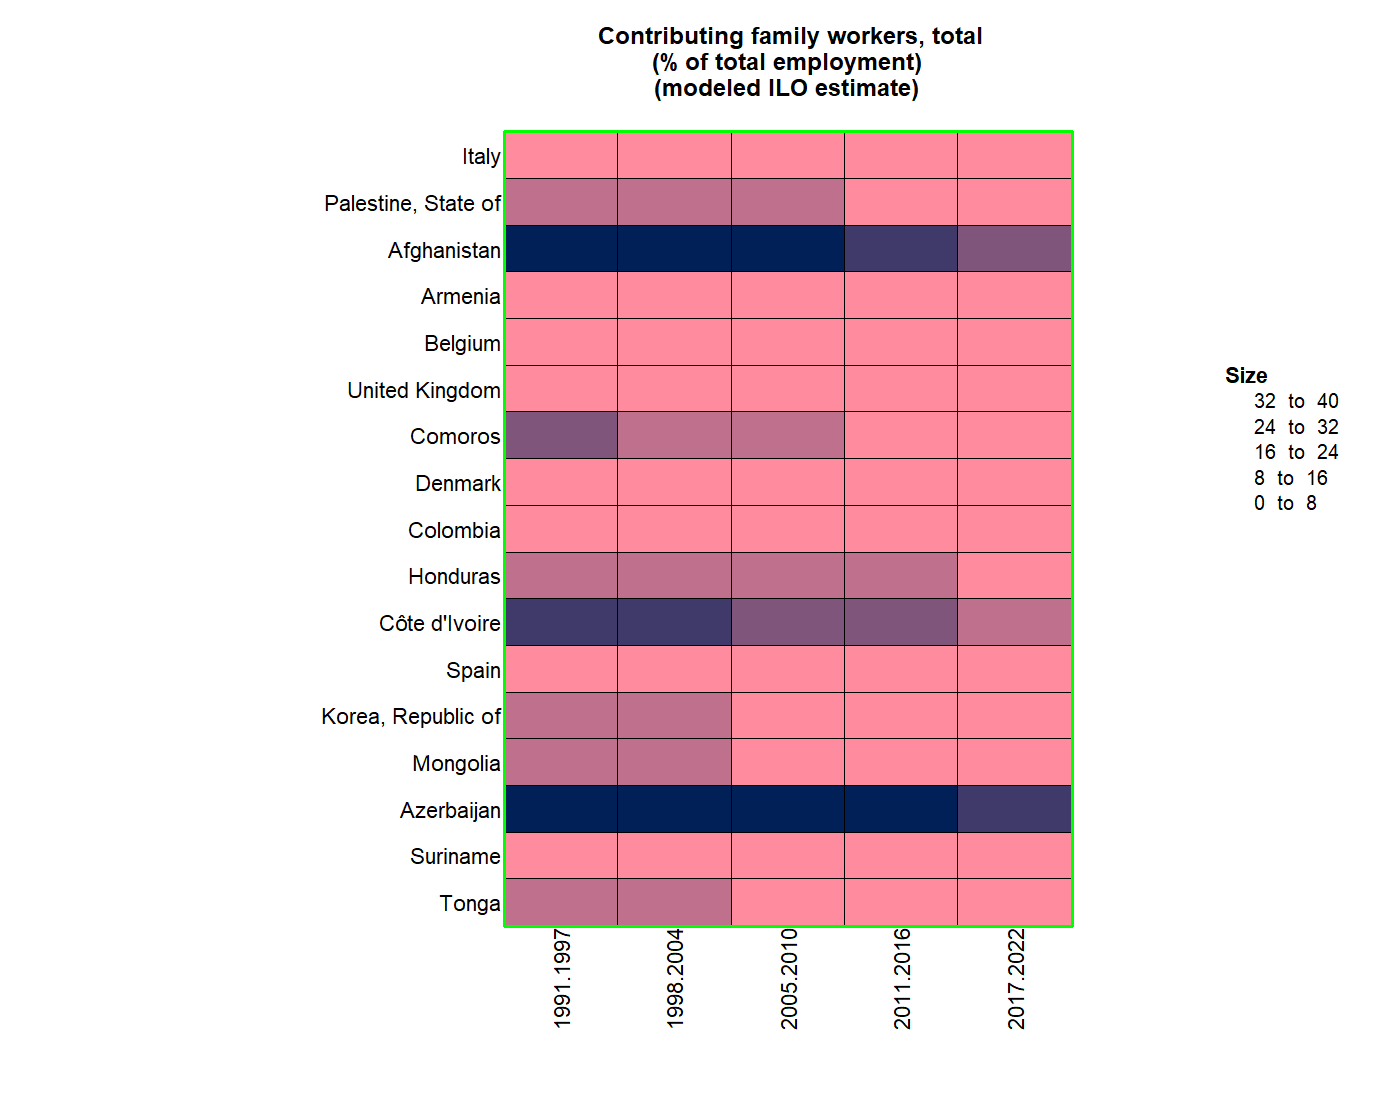 Contributing family workers, total
(% of total employment)
(modeled ILO estimate)
Italy
Palestine, State of
Afghanistan
Armenia
Belgium
United Kingdom
Comoros
Denmark
Colombia
Honduras
Côte d'Ivoire
Spain
Korea, Republic of
Mongolia
Azerbaijan
Suriname
Tonga
1991.1997
1998.2004
2005.2010
2011.2016
2017.2022
Size
32 to 40
24 to 32
16 to 24
8 to 16
0 to 8